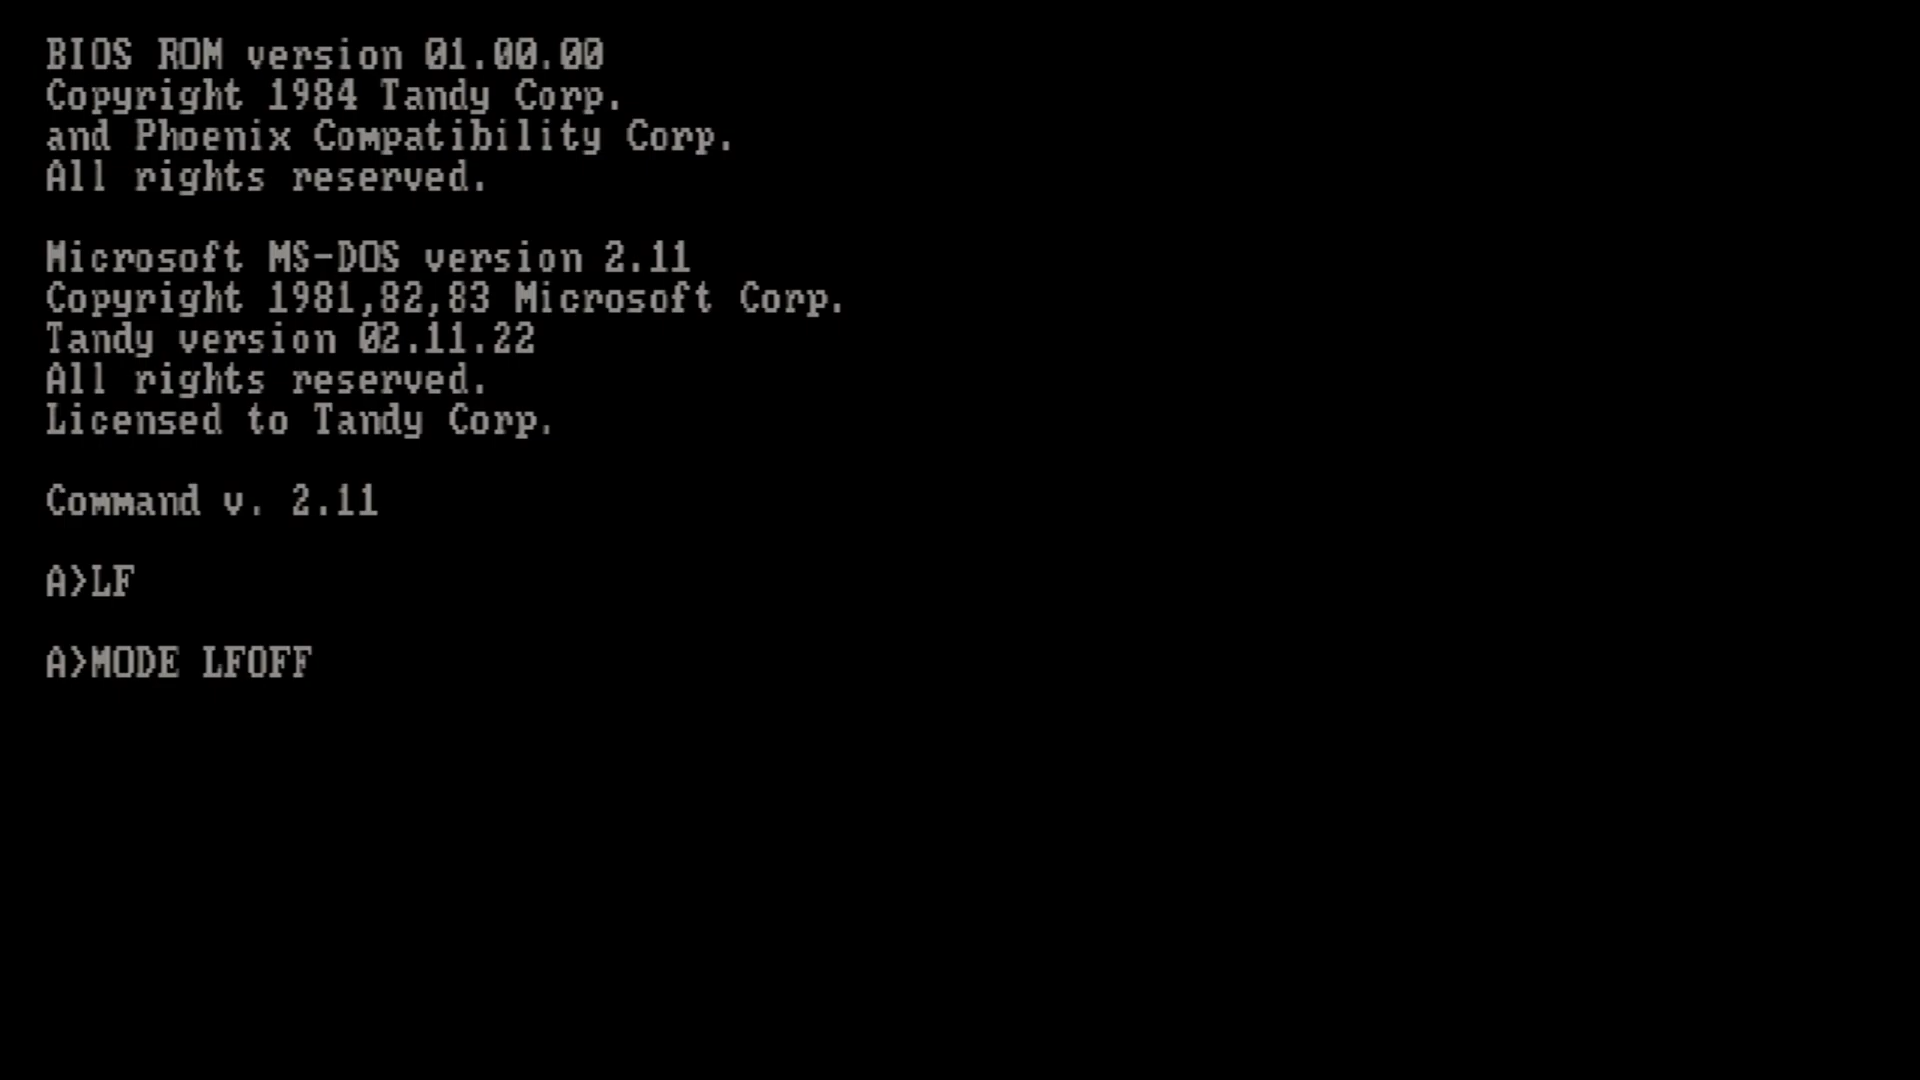 BIOS ROM version 01.00.00
Copyright 1984 Tandy Corp.
and Phoenix Compatibility Corp.
All rights reserved.
Microsoft MS-DOS version 2.11
Copyright 1981,82,83 Microsoft Corp.
Tandy version 02.11.22
All rights reserved.
Licensed to Tandy Corp.
Command v. 2.11
A>LF
A>MODE LFOFF